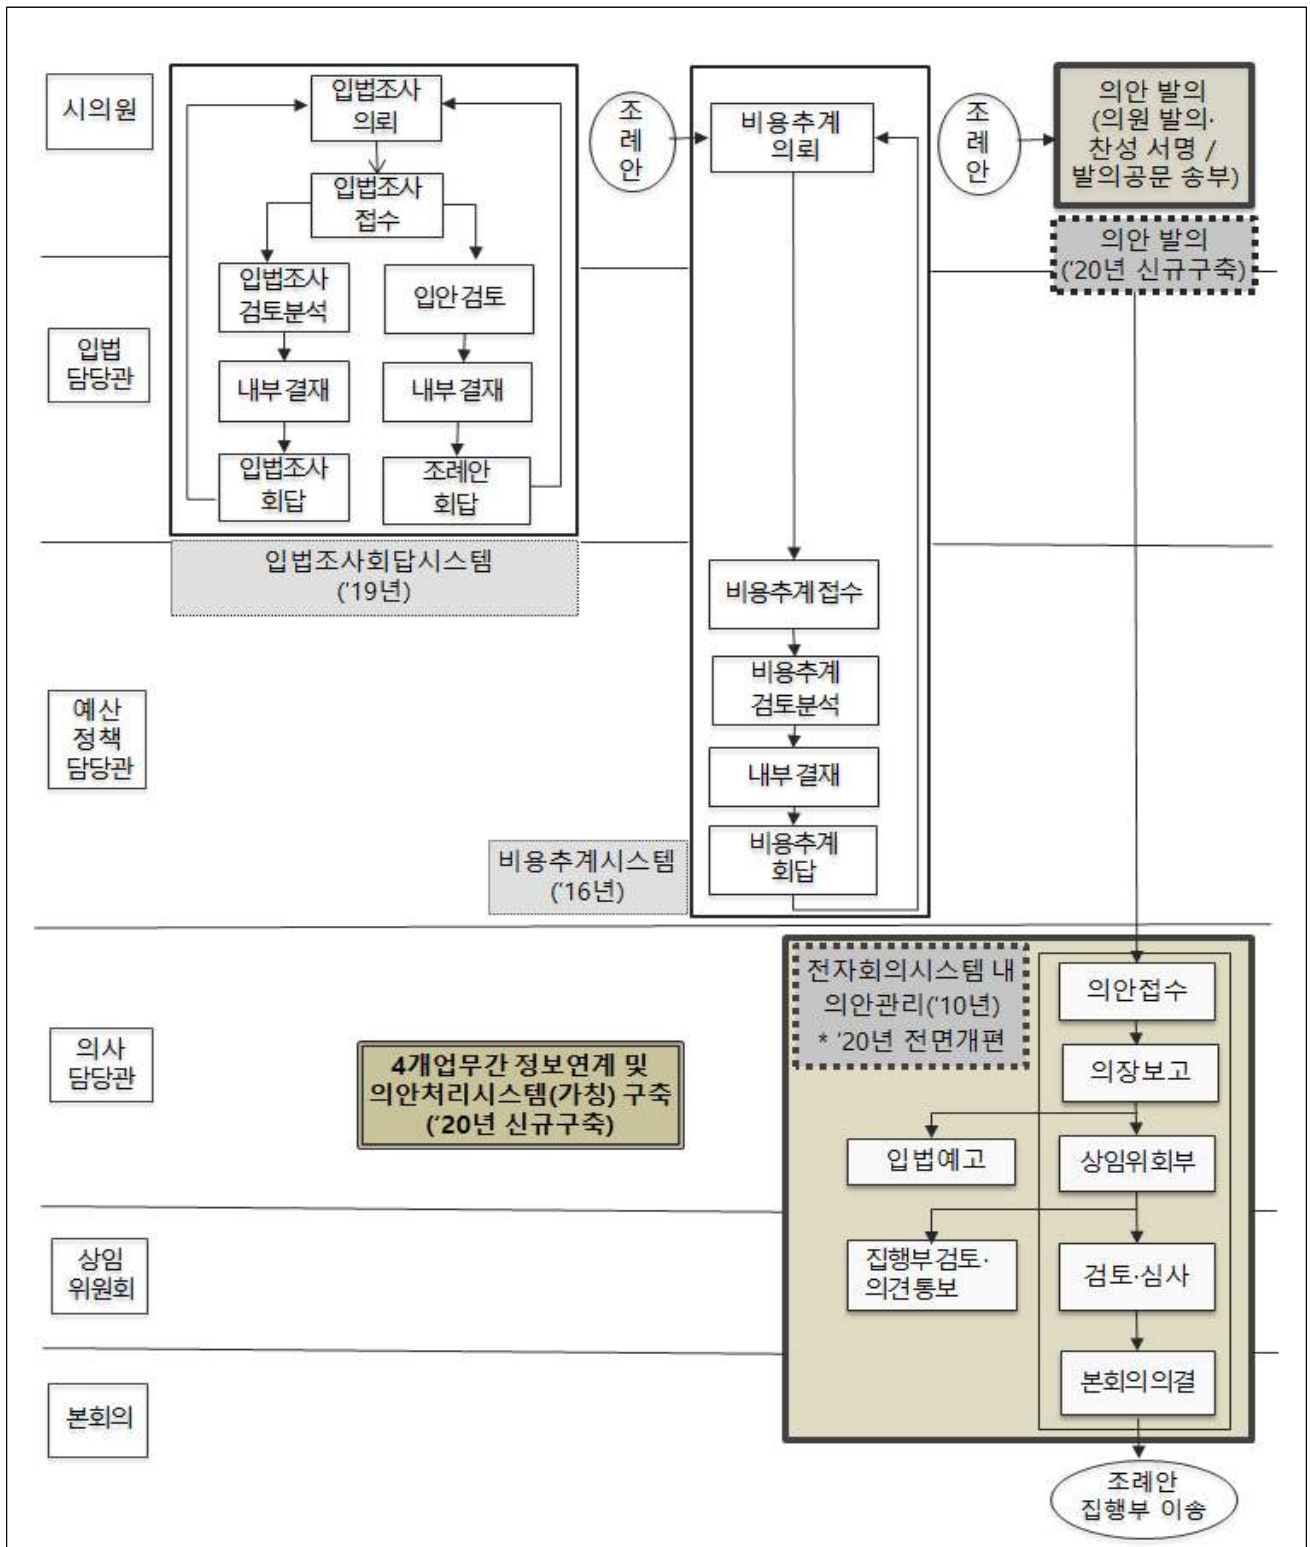 시의원
입법조사
의뢰
입법조사
접수
입법조사
검토분석
입안 검토
내부 결재
내부 결재
입법조사
회답
조례안
회답
입법조사회답시스템
('19년)
조
례
안
비용추계
의뢰
비용추계 접수
비용추계
검토분석
내부 결재
비용추계
회답
비용추계시스템
('16년)
조
례
안
의안 발의
(의원 발의·
찬성 서명 /
발의공문 송부)
의안 발의
('20년 신규구축)
입법
담당관
예산
정책
담당관
의사
담당관
4개업무간 정보연계 및
의안처리시스템(가칭) 구축
('20년 신규구축)
전자회의시스템 내
의안관리('10년)
* '20년 전면개편
의안접수
의장보고
입법예고
상임위 회부
상임
위원회
집행부 검토·
의견 통보
검토·심사
본회의
본회의 의결
조례안
집행부 이송